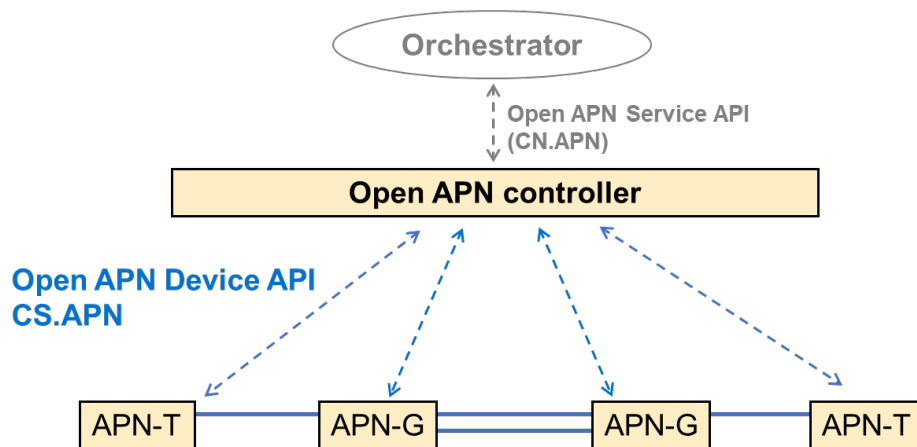 Orchestrator
Open APN Service API
(CN.APN)
Open APN controller
Open APN Device API
CS.APN
APN-T
APN-G
APN-G
APN-T